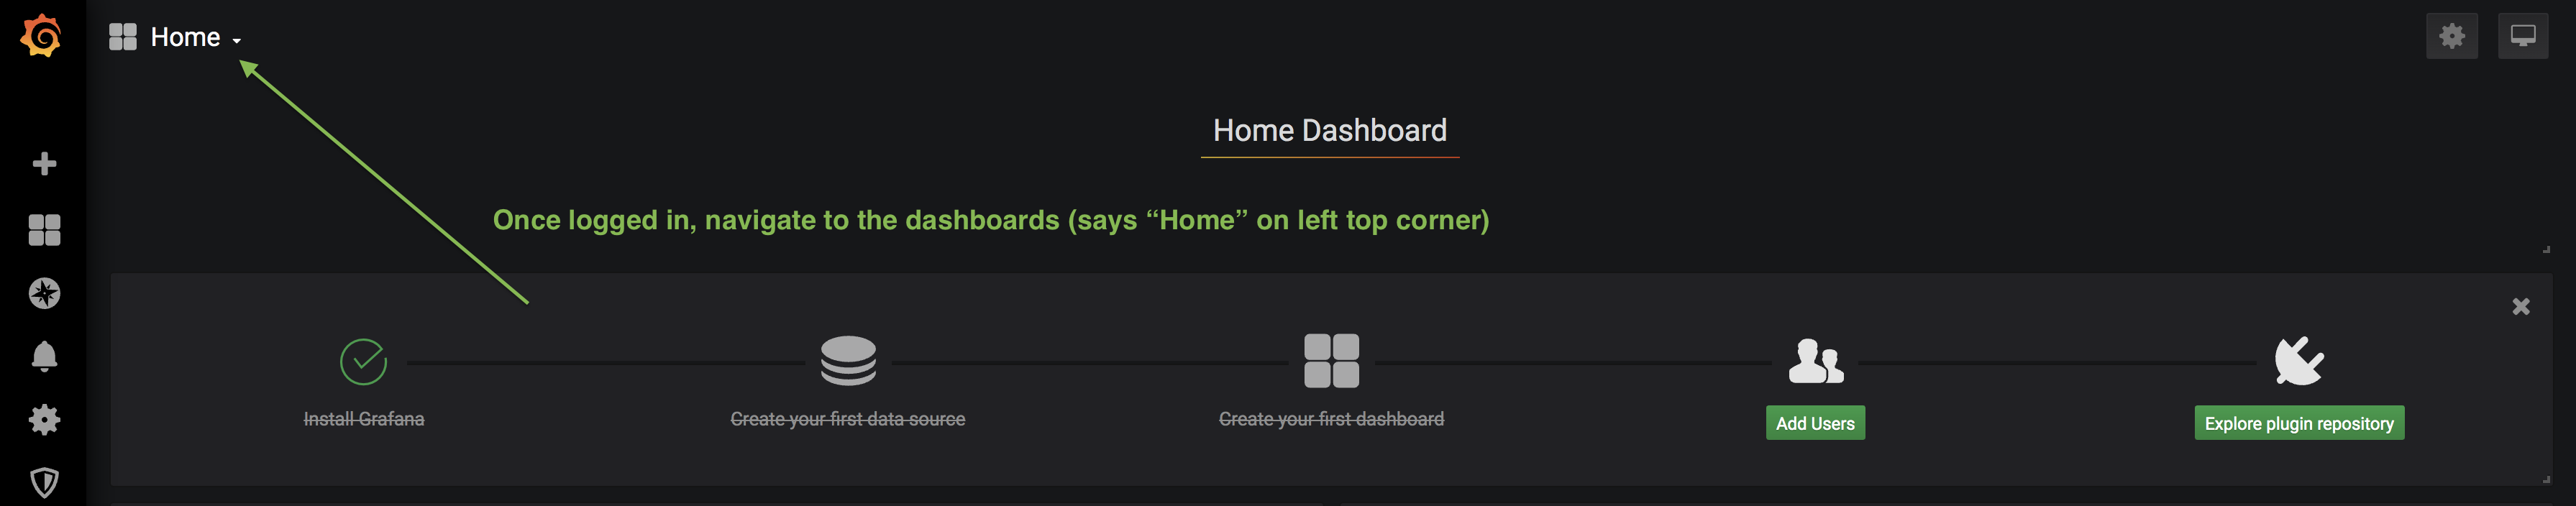 Home
Home Dashboard
Once logged in, navigate to the dashboards (says “Home” on left top corner)
Install Grafana
Create your first data source
Create your first dashboard
Add Users
Explore plugin repository